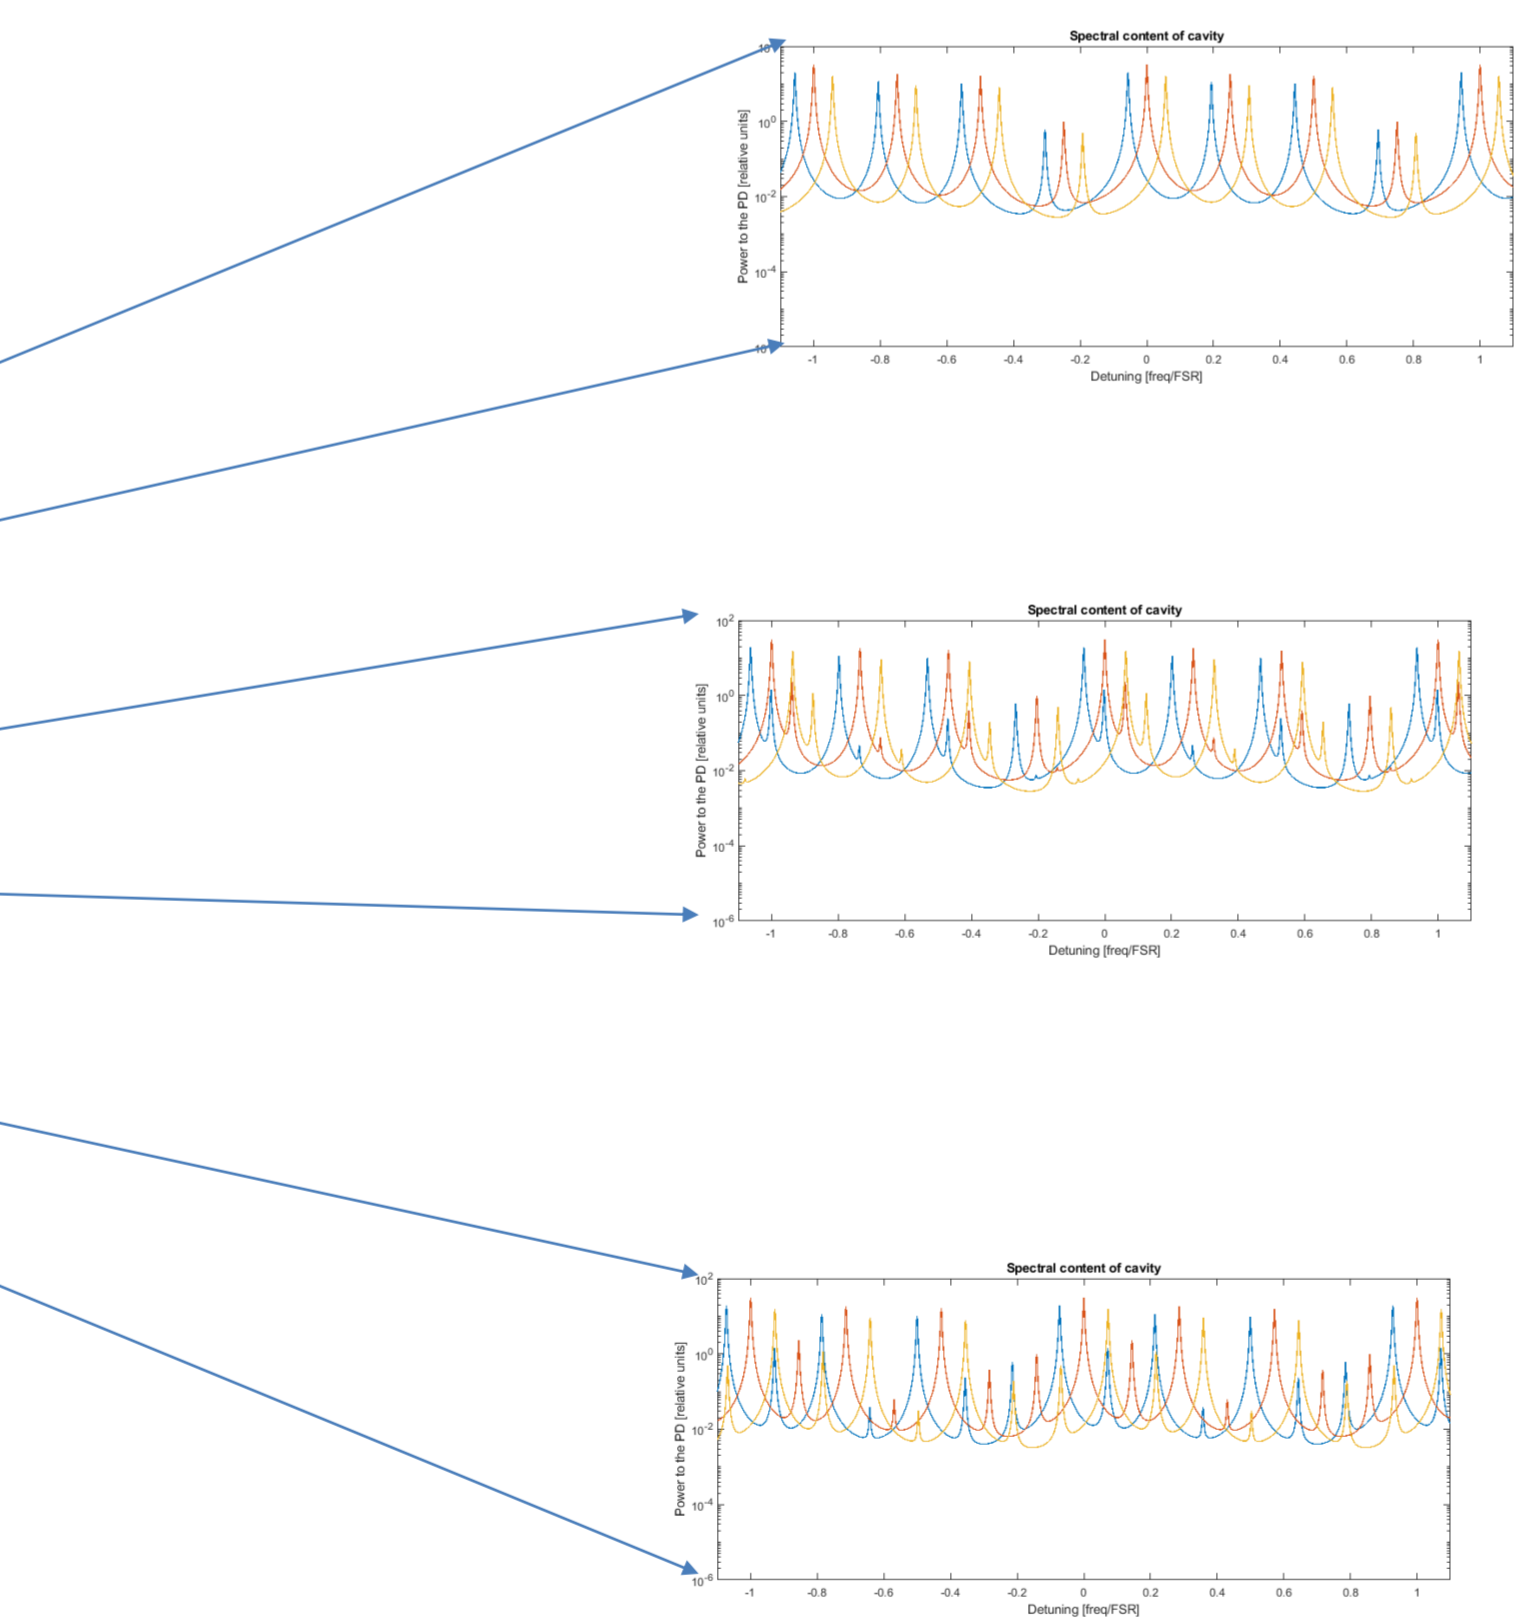 Spectral content of cavity
10⁰
10⁻²
10⁻⁴
Power to the PD [relative units]
-1 -0.8 -0.6 -0.4 -0.2 0 0.2 0.4 0.6 0.8 1
Detuning [freq/FSR]
Spectral content of cavity
10²
10⁰
10⁻²
10⁻⁴
10⁻⁶
Power to the PD [relative units]
-1 -0.8 -0.6 -0.4 -0.2 0 0.2 0.4 0.6 0.8 1
Detuning [freq/FSR]
Spectral content of cavity
10²
10⁰
10⁻²
10⁻⁴
10⁻⁶
Power to the PD [relative units]
-1 -0.8 -0.6 -0.4 -0.2 0 0.2 0.4 0.6 0.8 1
Detuning [freq/FSR]